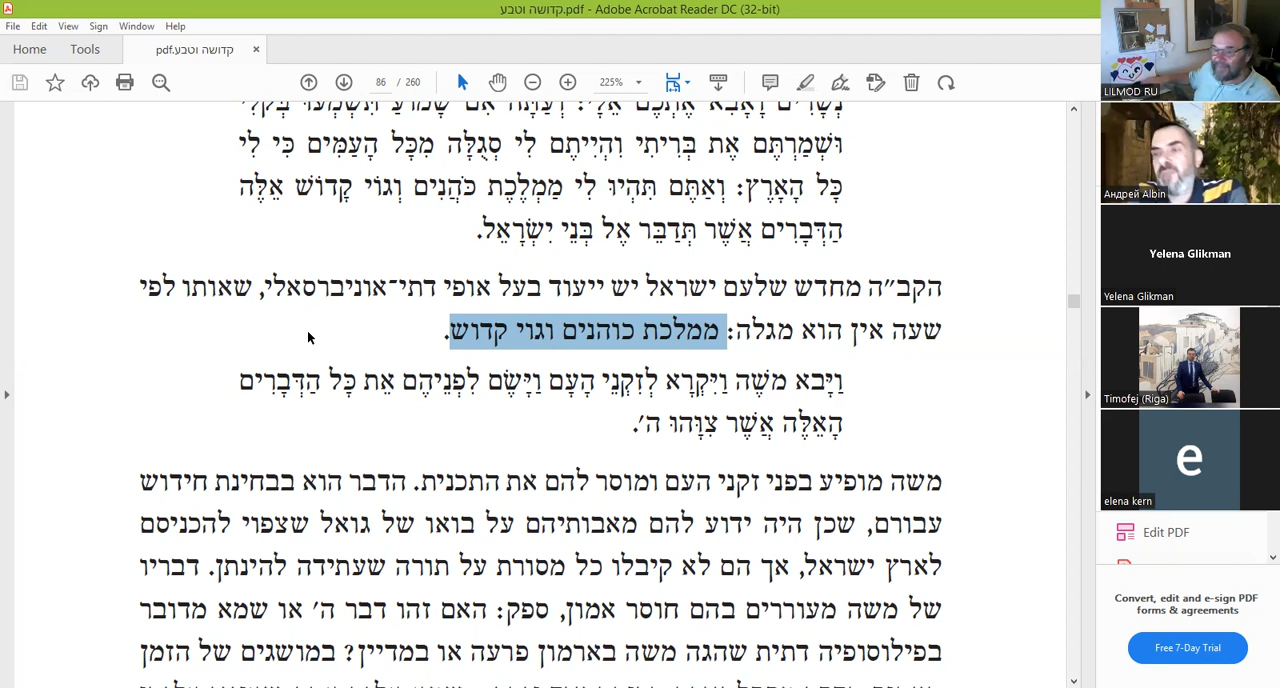 קדושה וטבע.pdf - Adobe Acrobat Reader DC (32-bit)
File Edit View Sign Window Help
Home Tools קדושה וטבע.pdf ×
86 / 260 225%
נְשָׁרִים וָאָבִא אֶתְכֶם אֵלָי: וְעַתָּה אִם שָׁמוֹעַ תִּשְׁמְעוּ בְּקֹלִי
וּשְׁמַרְתֶּם אֶת בְּרִיתִי וִהְיִיתֶם לִי סְגֻלָּה מִכָּל הָעַמִּים כִּי לִי
כָּל הָאָרֶץ: וְאַתֶּם תִּהְיוּ לִי מַמְלֶכֶת כֹּהֲנִים וְגוֹי קָדוֹשׁ אֵלֶּה
הַדְּבָרִים אֲשֶׁר תְּדַבֵּר אֶל בְּנֵי יִשְׂרָאֵל.
הקב״ה מחדש שלעם ישראל יש ייעוד בעל אופי דתי־אוניברסאלי, שאותו לפי
שעה אין הוא מגלה: ממלכת כוהנים וגוי קדוש.
וַיָּבֹא מֹשֶׁה וַיִּקְרָא לְזִקְנֵי הָעָם וַיָּשֶׂם לִפְנֵיהֶם אֵת כָּל הַדְּבָרִים
הָאֵלֶּה אֲשֶׁר צִוָּהוּ ה׳.
משה מופיע בפני זקני העם ומוסר להם את התכנית. הדבר הוא בבחינת חידוש
עבורם, שכן היה ידוע להם מאבותיהם על בואו של גואל שצפוי להכניסם
לארץ ישראל, אך הם לא קיבלו כל מסורת על תורה שעתידה להינתן. דבריו
של משה מעוררים בהם חוסר אמון, ספק: האם זהו דבר ה׳ או שמא מדובר
בפילוסופיה דתית שהגה משה בארמון פרעה או במדיין? במושגים של הזמן
LILMOD RU
Андрей Albin
Yelena Glikman
Yelena Glikman
Timofej (Riga)
e
elena kern
Edit PDF
Convert, edit and e-sign PDF
forms & agreements
Free 7-Day Trial